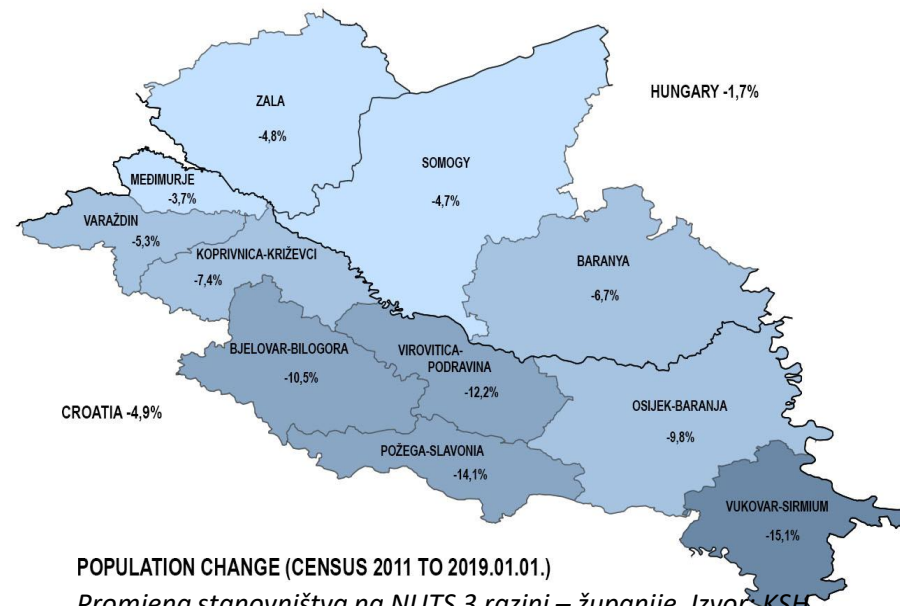 ZALA
-4,8%
HUNGARY -1,7%
SOMOGY
-4,7%
MEĐIMURJE
-3,7%
VARAŽDIN
-5,3%
KOPRIVNICA-KRIŽEVCI
-7,4%
BARANYA
-6,7%
BJELOVAR-BILOGORA
-10,5%
VIROVITICA-
PODRAVINA
-12,2%
CROATIA -4,9%
OSIJEK-BARANJA
-9,8%
POŽEGA-SLAVONIA
-14,1%
VUKOVAR-SIRMIUM
-15,1%
POPULATION CHANGE (CENSUS 2011 TO 2019.01.01.)
Promjena stanovništva na NUTS 3 razini – županije. Izvor: KSH